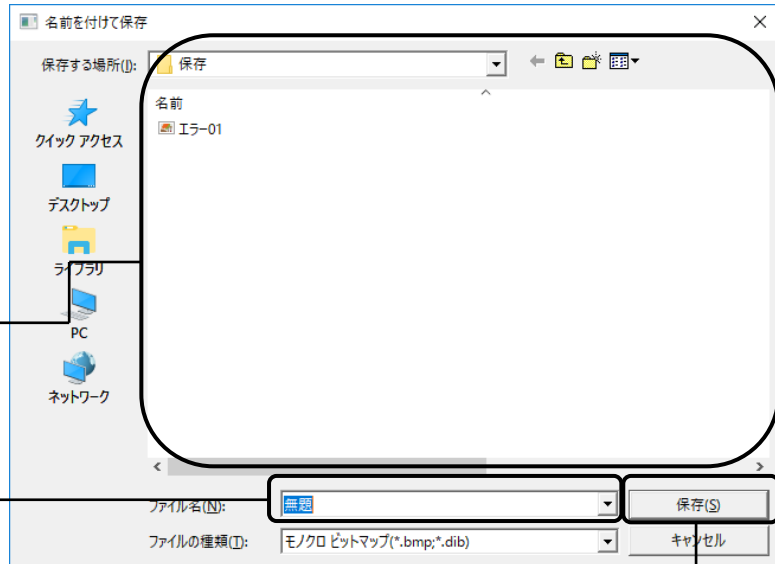 名前を付けて保存
保存する場所(I): 保存
名前
エラー01
クイック アクセス
デスクトップ
ライブラリ
PC
ネットワーク
ファイル名(N): 無題 保存(S)
ファイルの種類(T): モノクロ ビットマップ(*.bmp;*.dib) キャンセル